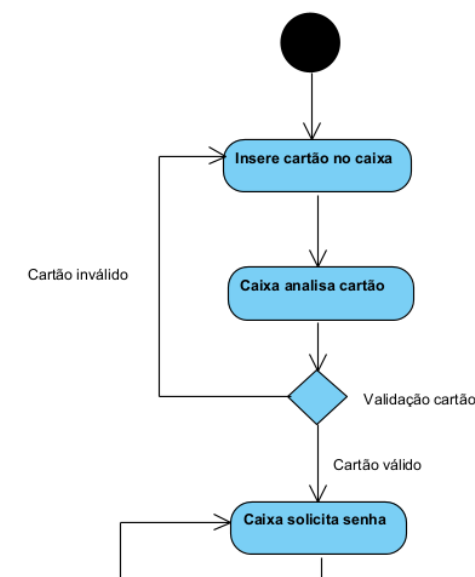 Insere cartão no caixa
Cartão inválido
Caixa analisa cartão
Validação cartão
Cartão válido
Caixa solicita senha